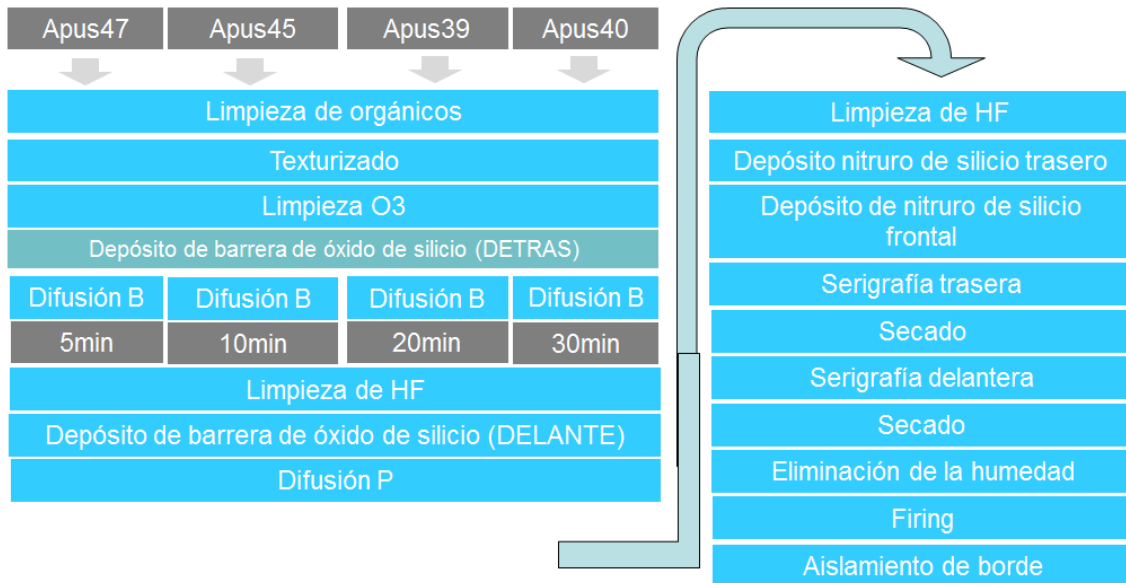 Apus47 Apus45 Apus39 Apus40
Limpieza de orgánicos
Texturizado
Limpieza O3
Depósito de barrera de óxido de silicio (DETRAS)
Difusión B Difusión B Difusión B Difusión B
5min 10min 20min 30min
Limpieza de HF
Depósito de barrera de óxido de silicio (DELANTE)
Difusión P
Limpieza de HF
Depósito nitruro de silicio trasero
Depósito de nitruro de silicio
frontal
Serigrafía trasera
Secado
Serigrafía delantera
Secado
Eliminación de la humedad
Firing
Aislamiento de borde